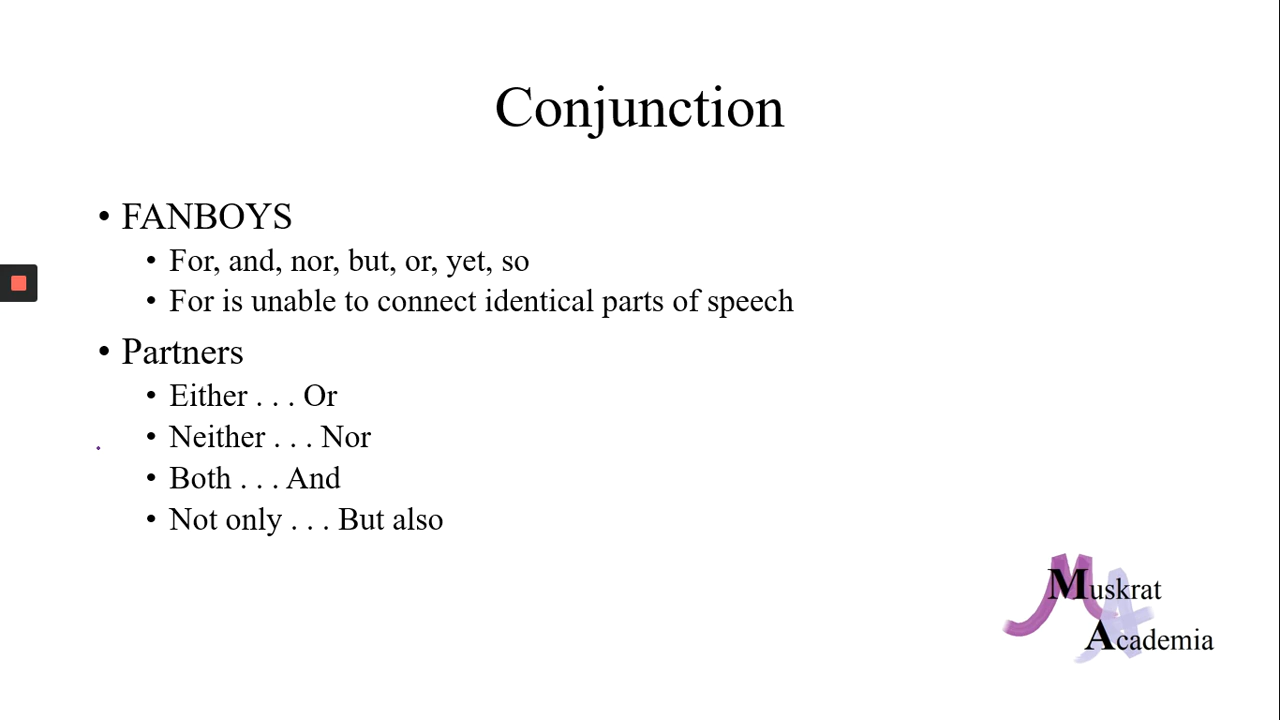 Conjunction
• FANBOYS
• For, and, nor, but, or, yet, so
• For is unable to connect identical parts of speech
• Partners
• Either . . . Or
• Neither . . . Nor
• Both . . . And
• Not only . . . But also
Muskrat
Academia